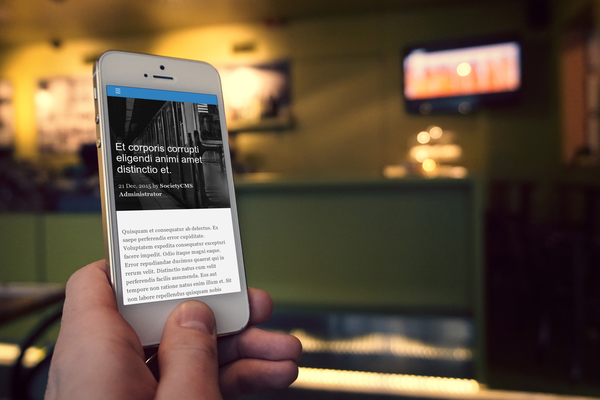 Et corporis corrupti
eligendi animi amet
distinctio et.
21 Dec, 2015 by SocietyCMS
Administrator
Quisquam et consequatur ab delectus. Ex
saepe perferendis error cupiditate.
Voluptatem expedita consequatur excepturi
facere impedit. Odio itaque magni eaque.
Error repudiandae ducimus quaerat qui in
rerum velit. Distinctio natus eum velit
perferendis facilis assumenda. Eos aut
tempore non ratione natus enim illum et. Sit
non labore repellendus quisquam nobis